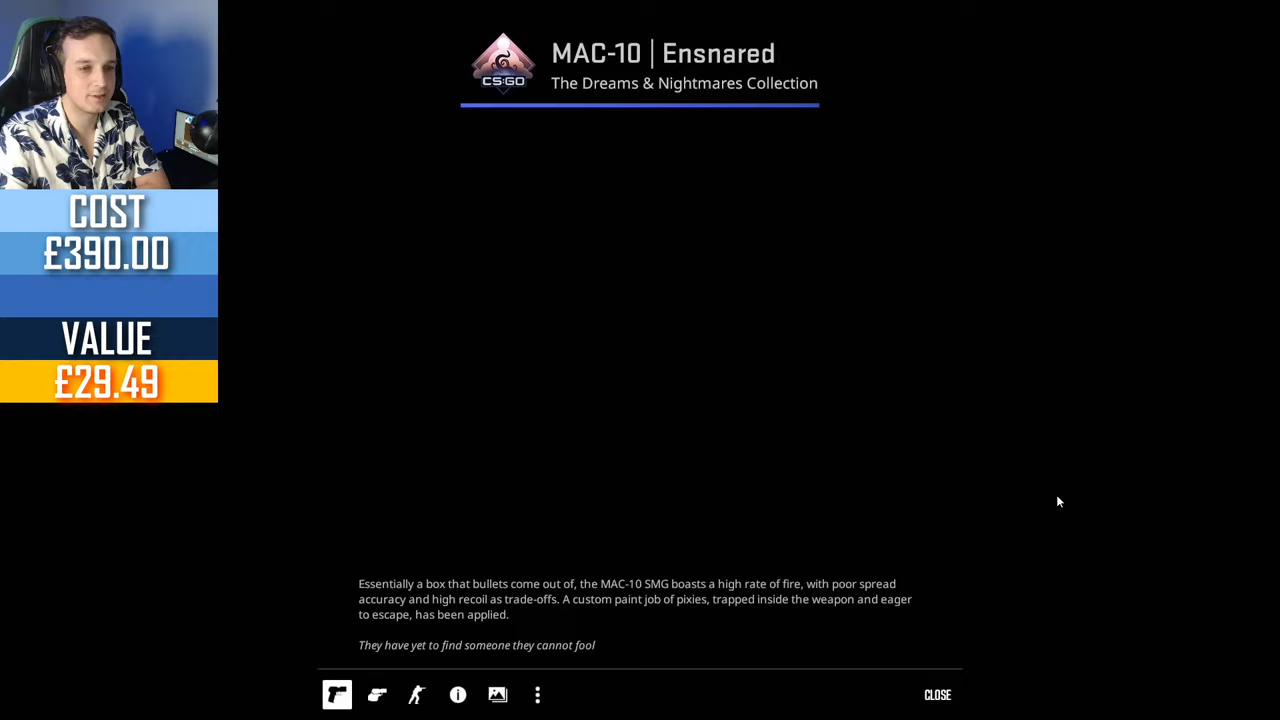 CS:GO
MAC-10 | Ensnared
The Dreams & Nightmares Collection
COST
£390.00
VALUE
£29.49
Essentially a box that bullets come out of, the MAC-10 SMG boasts a high rate of fire, with poor spread
accuracy and high recoil as trade-offs. A custom paint job of pixies, trapped inside the weapon and eager
to escape, has been applied.
They have yet to find someone they cannot fool
CLOSE